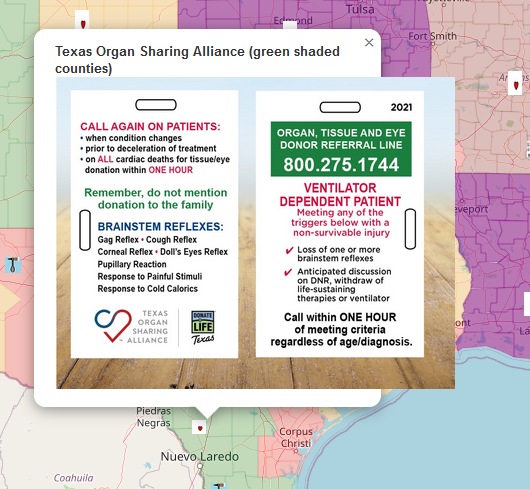 Tulsa
Edmond
Fort Smith
Texas Organ Sharing Alliance (green shaded
counties)
×
CALL AGAIN ON PATIENTS:
• when condition changes
• prior to deceleration of treatment
• on ALL cardiac deaths for tissue/eye
donation within ONE HOUR
Remember, do not mention
donation to the family
BRAINSTEM REFLEXES:
Gag Reflex • Cough Reflex
Corneal Reflex • Doll's Eyes Reflex
Pupillary Reaction
Response to Painful Stimuli
Response to Cold Calorics
TEXAS
ORGAN
SHARING
ALLIANCE
DONATE
LIFE
Texas
2021
ORGAN, TISSUE AND EYE
DONOR REFERRAL LINE
800.275.1744
VENTILATOR
DEPENDENT PATIENT
Meeting any of the
triggers below with a
non-survivable injury
✓ Loss of one or more
brainstem reflexes
✓ Anticipated discussion
on DNR, withdraw of
life-sustaining
therapies or ventilator
Call within ONE HOUR
of meeting criteria
regardless of age/diagnosis.
eveport
ont
Piedras
Negras
Corpus
Christi
Nuevo Laredo
Coahuila